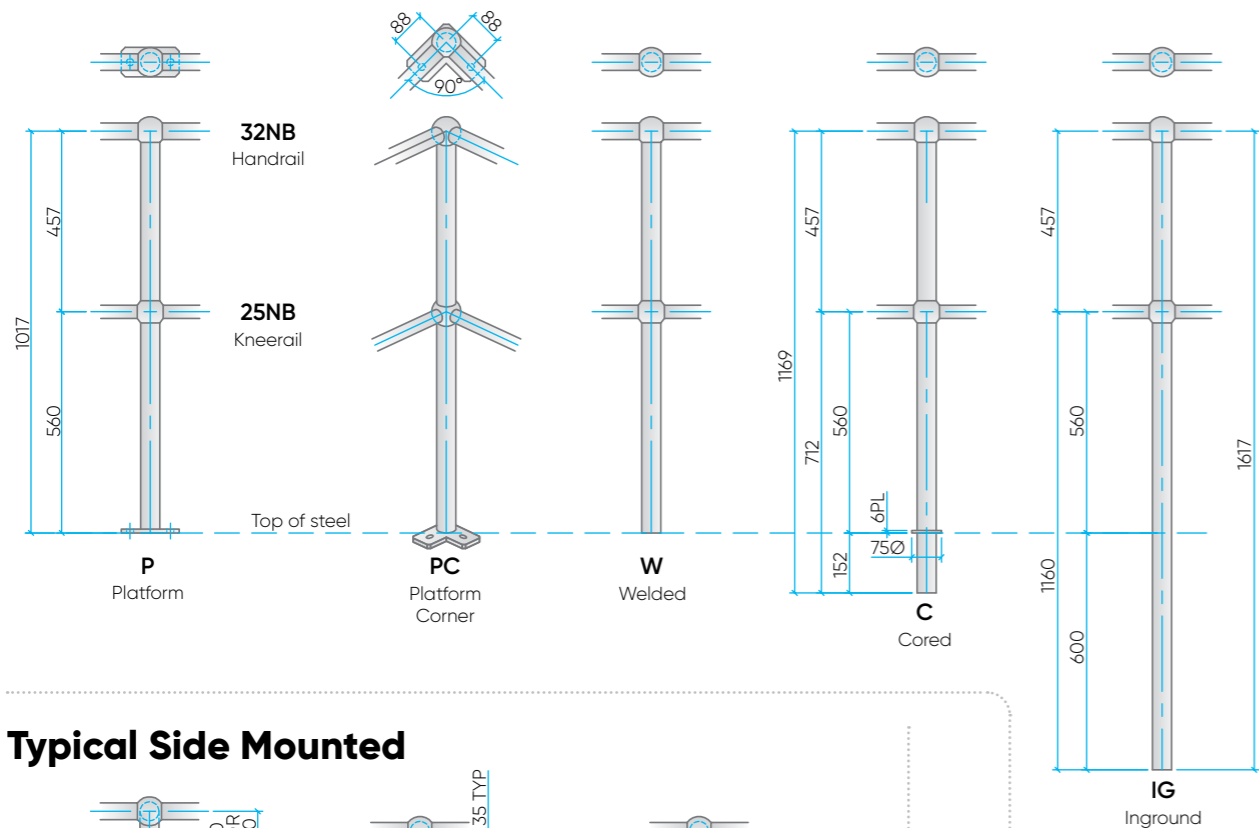 88
88
90°
32NB
Handrail
457
457
457
1017
25NB
Kneerail
1169
560
712
560
560
1617
6PL
Top of steel
75Ø
152
1160
600
P
Platform
PC
Platform
Corner
W
Welded
C
Cored
IG
Inground
Typical Side Mounted
35 TYP